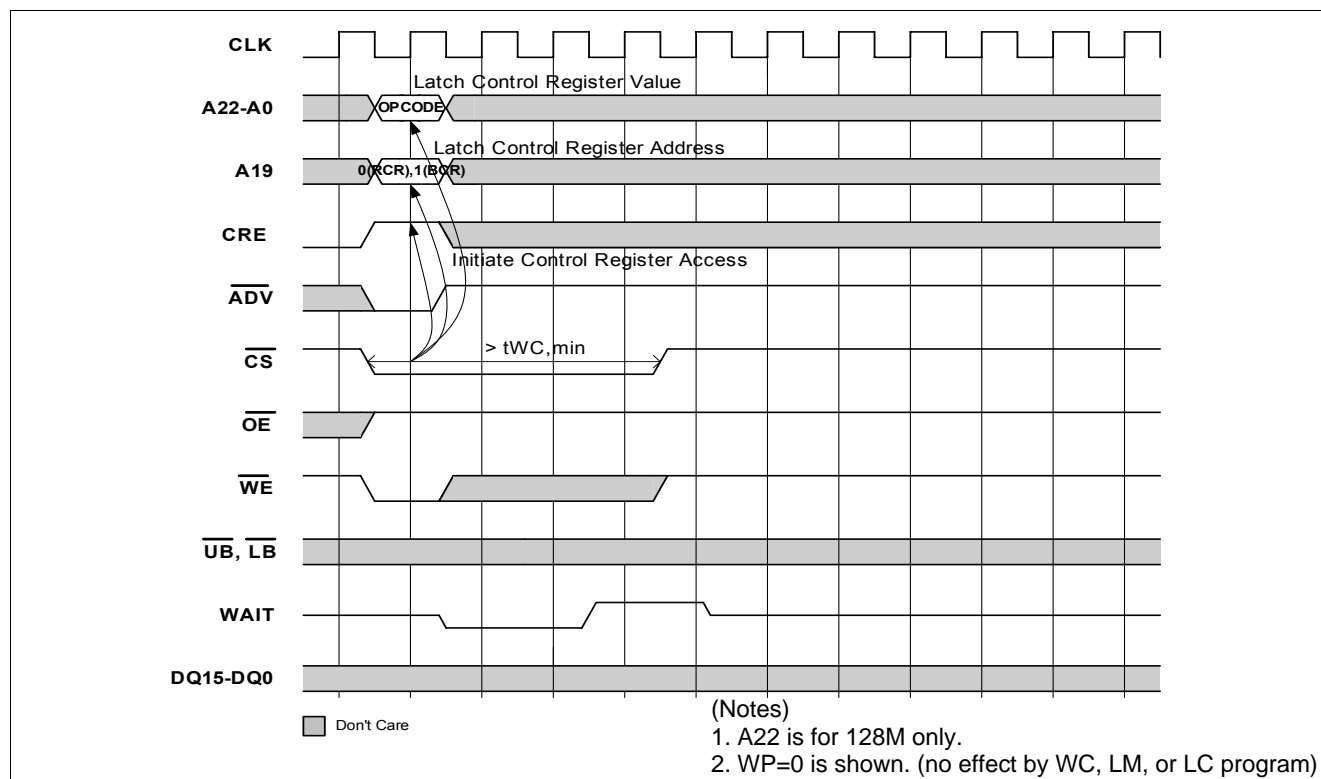 CLK
Latch Control Register Value
A22-A0
OPCODE
Latch Control Register Address
A19
0(RCR),1(BCR)
CRE
Initiate Control Register Access
ADV
> tWC,min
CS
OE
WE
UB, LB
WAIT
DQ15-DQ0
Don't Care
(Notes)
1. A22 is for 128M only.
2. WP=0 is shown. (no effect by WC, LM, or LC program)